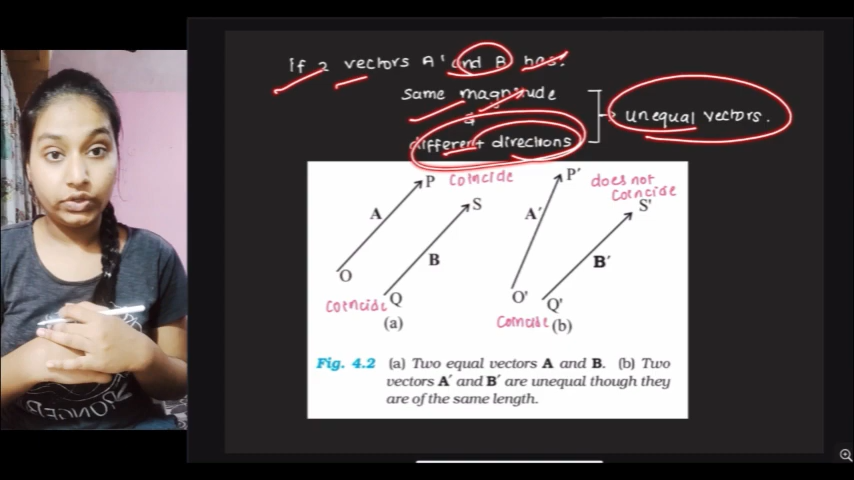 If 2 vectors A' and B has:
Same magnitude
&
different directions
unequal vectors.
P coincide
P' does not
coincide
S
S'
A
A'
B
B'
O
O'
coincide Q
Q'
(a)
coincide (b)
Fig. 4.2 (a) Two equal vectors A and B. (b) Two
vectors A′ and B′ are unequal though they
are of the same length.